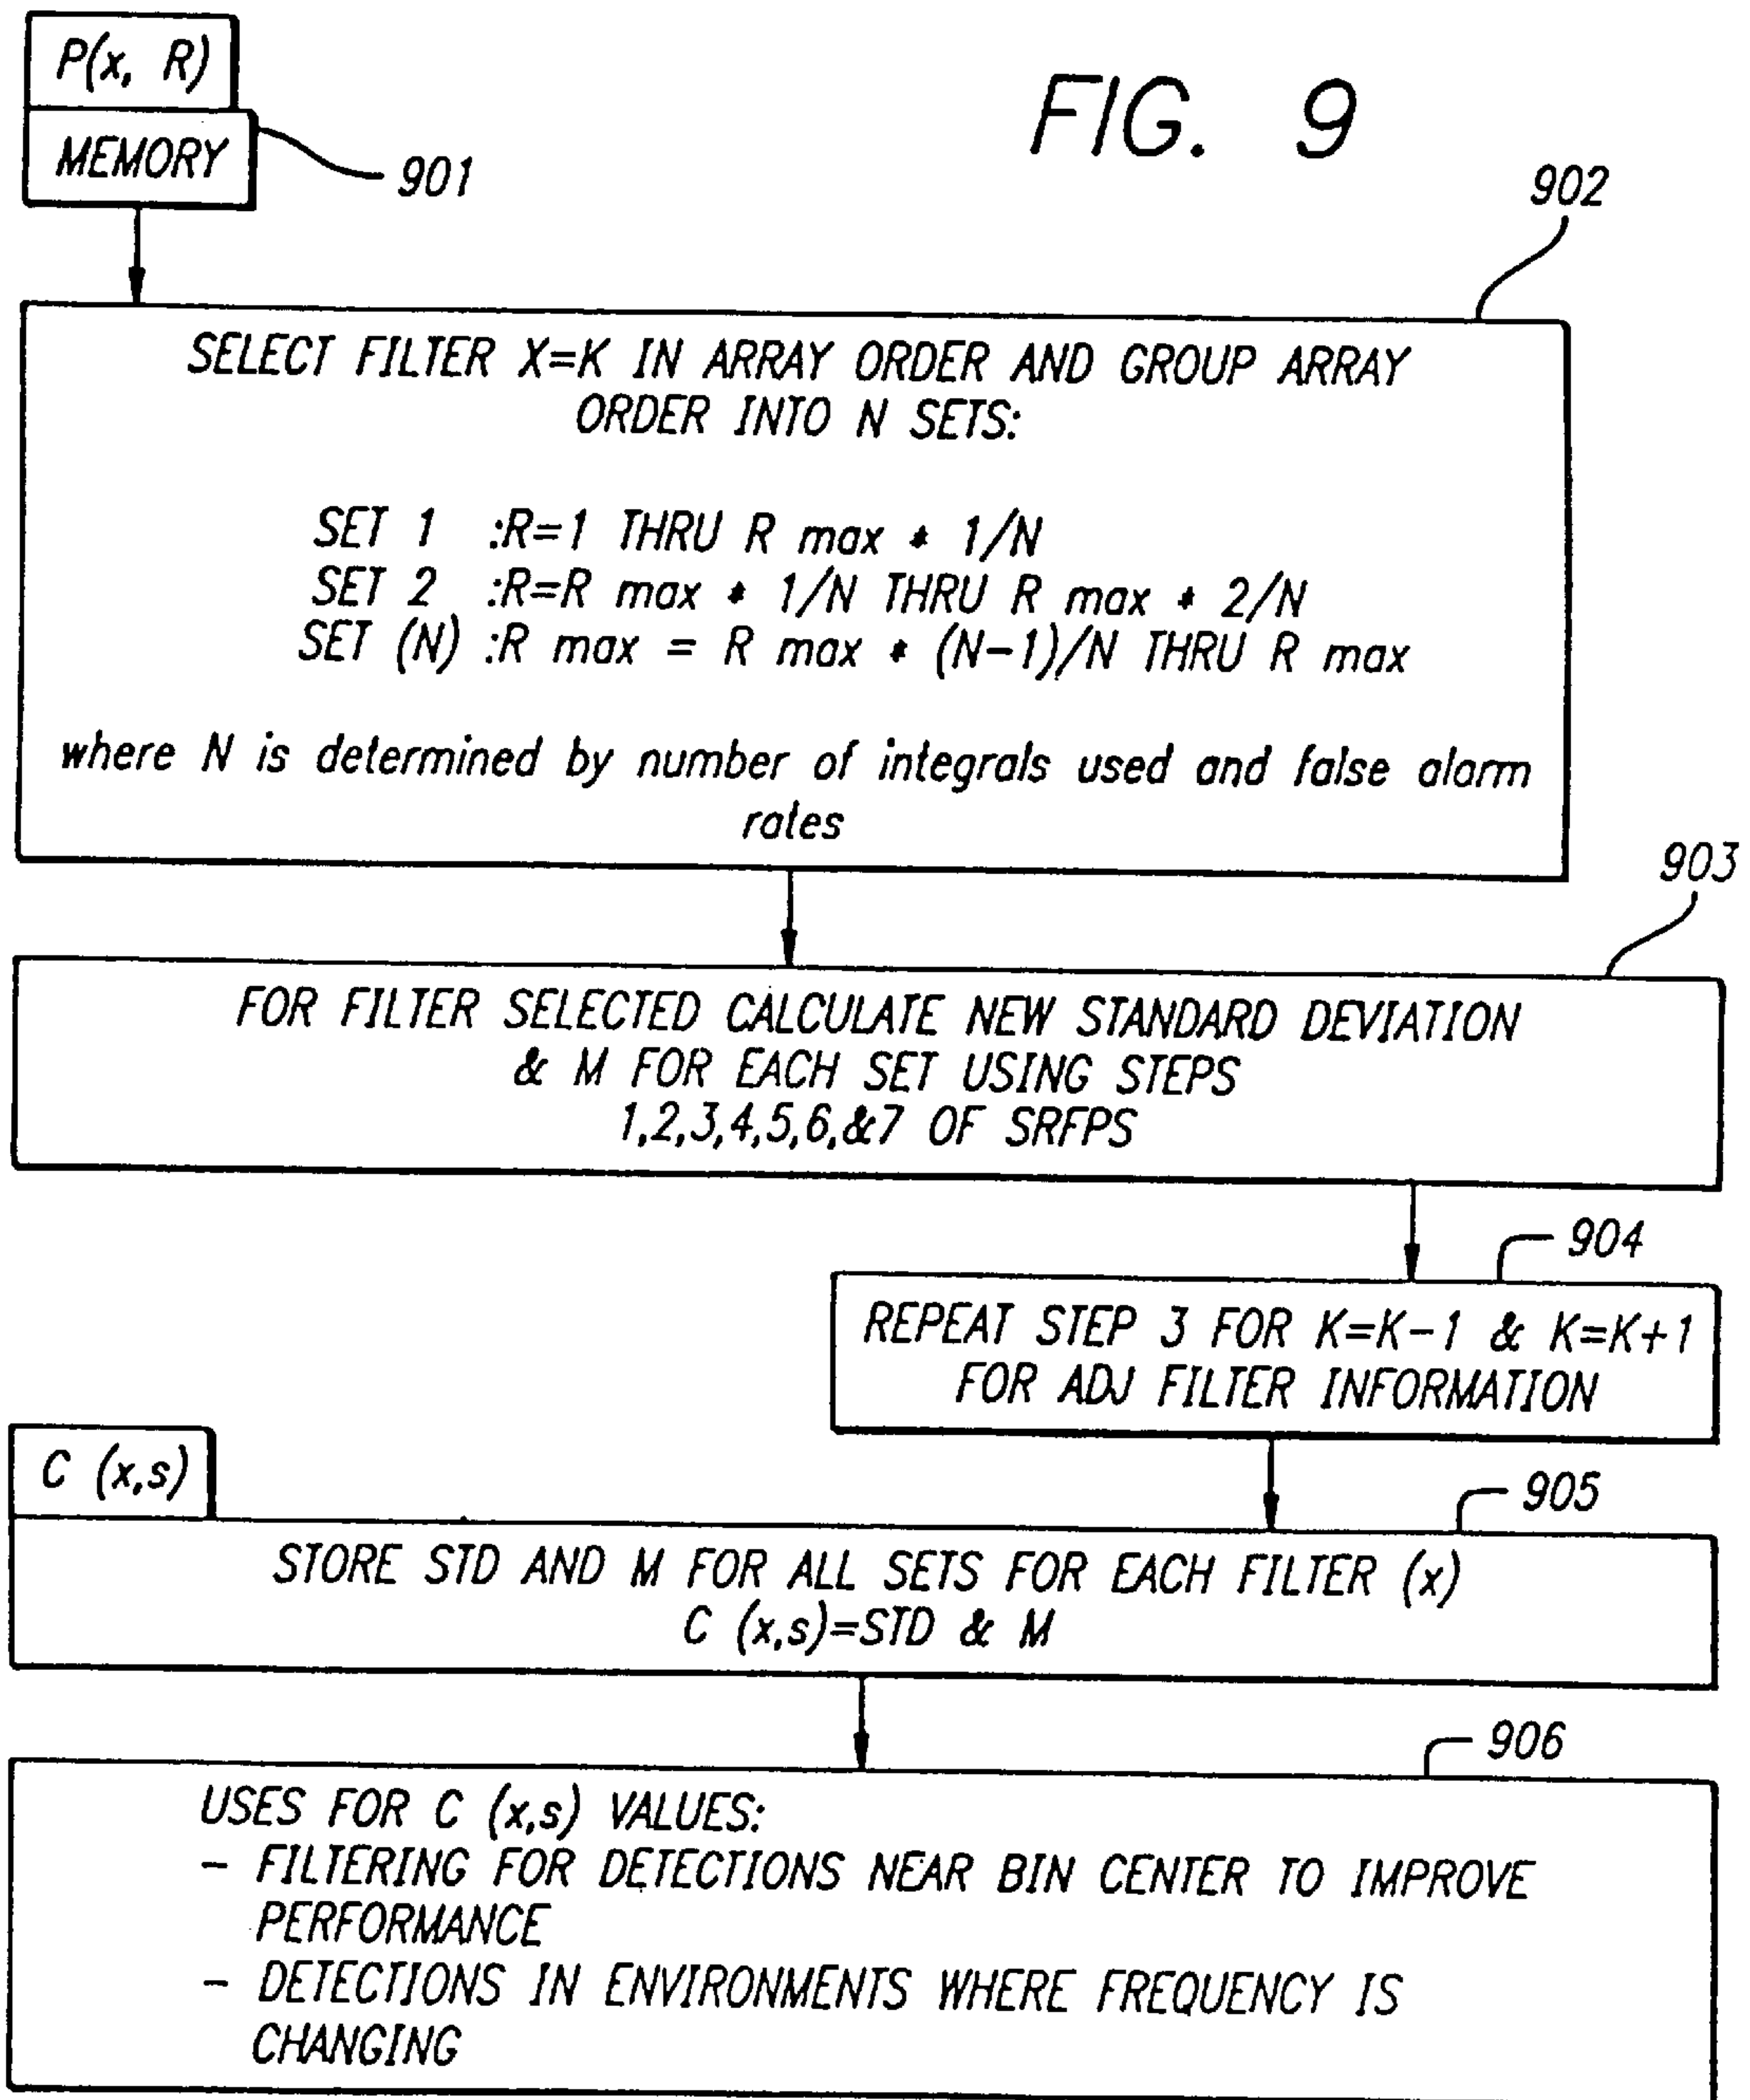 P(x, R)
FIG. 9
MEMORY
901
902
SELECT FILTER X=K IN ARRAY ORDER AND GROUP ARRAY
ORDER INTO N SETS:
SET 1 :R=1 THRU R max * 1/N
SET 2 :R=R max * 1/N THRU R max * 2/N
SET (N) :R max = R max * (N-1)/N THRU R max
where N is determined by number of integrals used and false alarm
rates
903
FOR FILTER SELECTED CALCULATE NEW STANDARD DEVIATION
& M FOR EACH SET USING STEPS
1,2,3,4,5,6,&7 OF SRFPS
904
REPEAT STEP 3 FOR K=K-1 & K=K+1
FOR ADJ FILTER INFORMATION
C (x,s)
905
STORE STD AND M FOR ALL SETS FOR EACH FILTER (x)
C (x,s)=STD & M
906
USES FOR C (x,s) VALUES:
- FILTERING FOR DETECTIONS NEAR BIN CENTER TO IMPROVE
PERFORMANCE
- DETECTIONS IN ENVIRONMENTS WHERE FREQUENCY IS
CHANGING